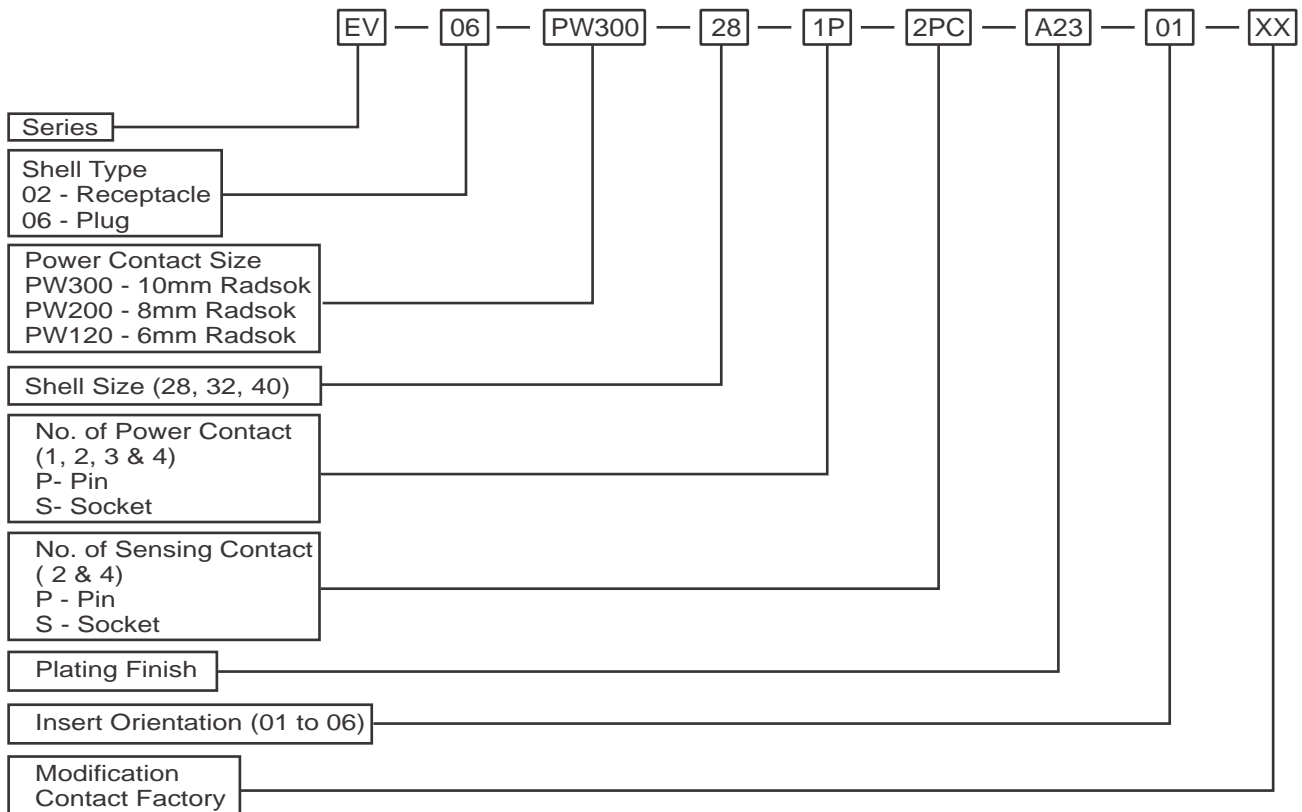 EV — 06 — PW300 — 28 — 1P — 2PC — A23 — 01 — XX
Series
Shell Type
02 - Receptacle
06 - Plug
Power Contact Size
PW300 - 10mm Radsok
PW200 - 8mm Radsok
PW120 - 6mm Radsok
Shell Size (28, 32, 40)
No. of Power Contact
(1, 2, 3 & 4)
P- Pin
S- Socket
No. of Sensing Contact
( 2 & 4)
P - Pin
S - Socket
Plating Finish
Insert Orientation (01 to 06)
Modification
Contact Factory